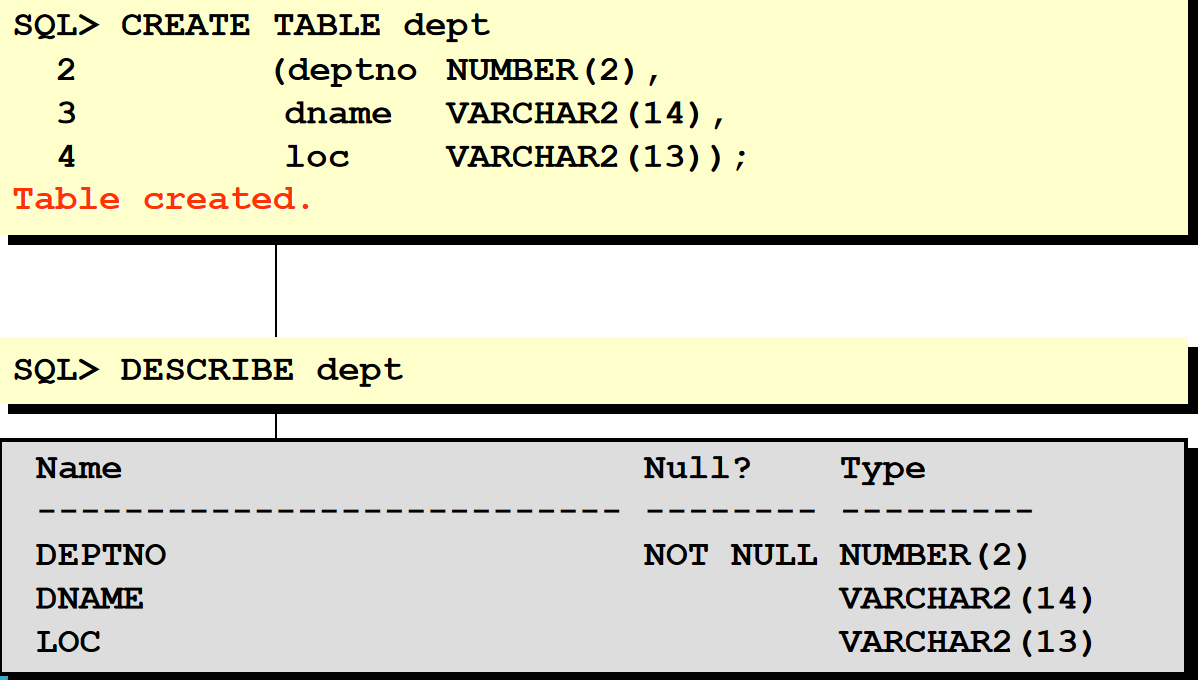 SQL> CREATE TABLE dept
2 (deptno NUMBER(2),
3 dname VARCHAR2(14),
4 loc VARCHAR2(13));
Table created.
SQL> DESCRIBE dept
Name Null? Type
--------------------------- -------- ---------
DEPTNO NOT NULL NUMBER(2)
DNAME VARCHAR2(14)
LOC VARCHAR2(13)